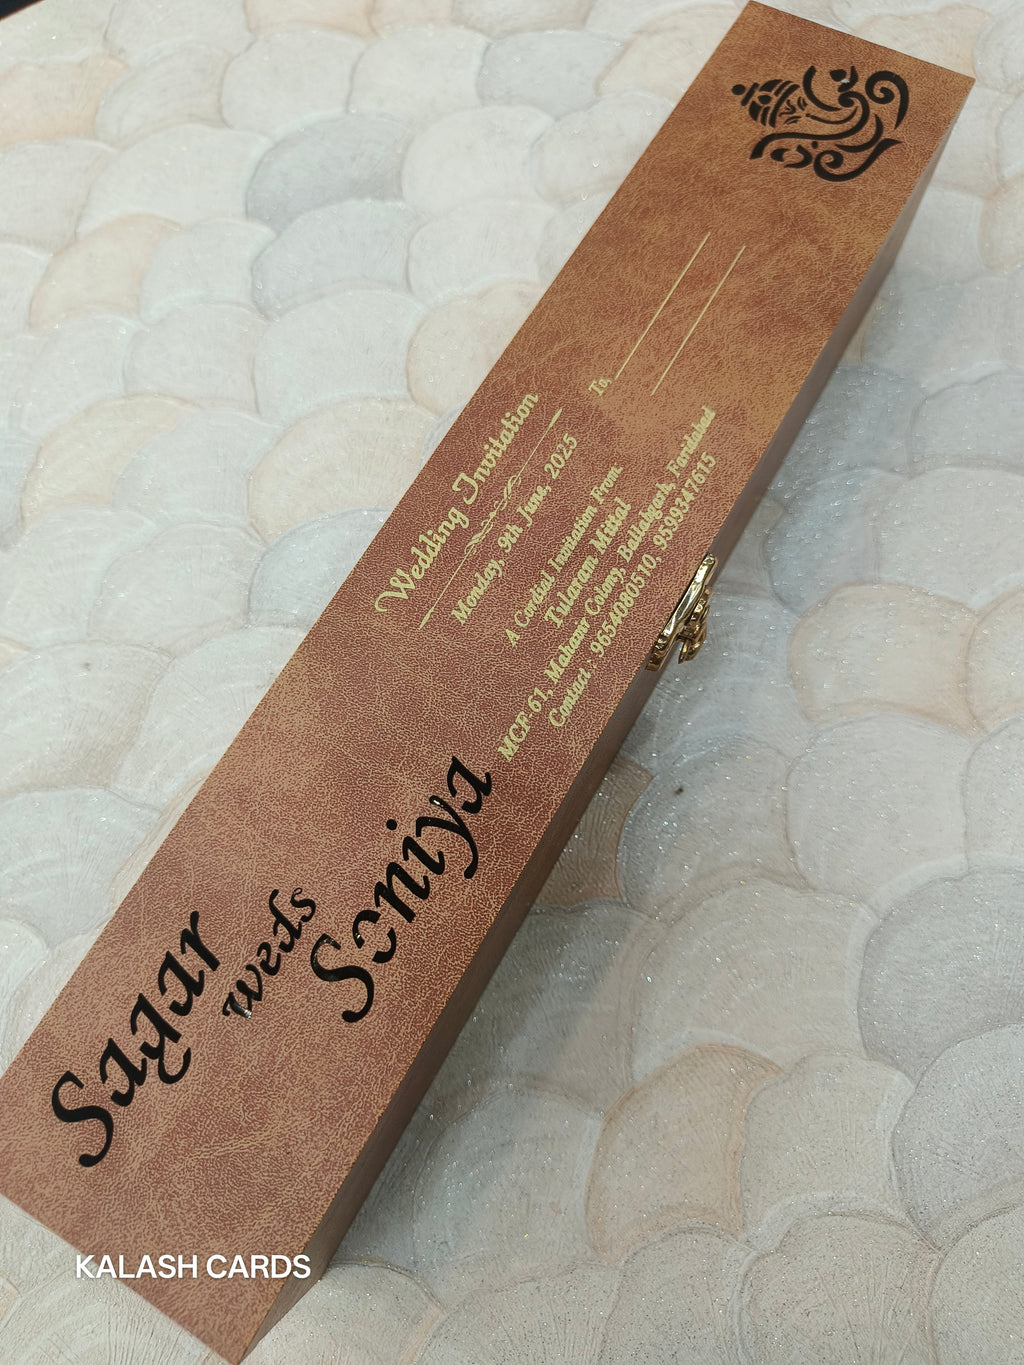 Sagar
weds
Soniya
Wedding Invitation
Monday, 9th June, 2025
A Cordial Invitation From
Tularam Mittal
MCF-61, Mahavir Colony, Ballabgarh, Faridabad
Contact : 9654080510, 9599347615
To,
KALASH CARDS